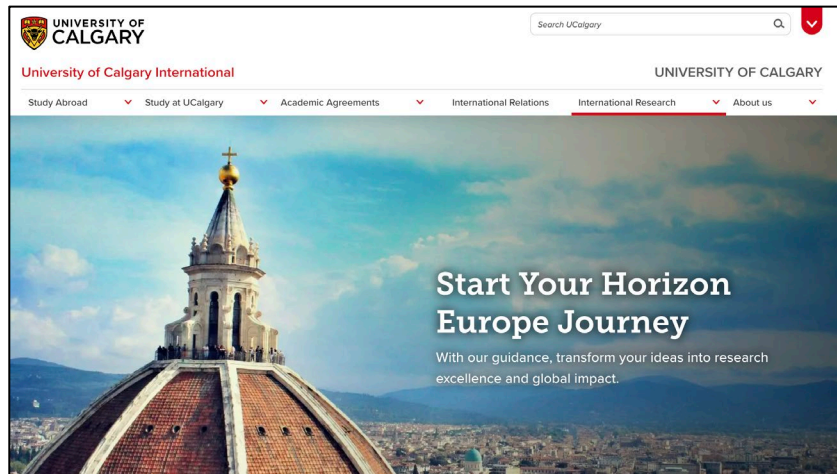 UNIVERSITY OF
CALGARY
Search UCalgary
University of Calgary International
UNIVERSITY OF CALGARY
Study Abroad
Study at UCalgary
Academic Agreements
International Relations
International Research
About us
Start Your Horizon
Europe Journey
With our guidance, transform your ideas into research
excellence and global impact.